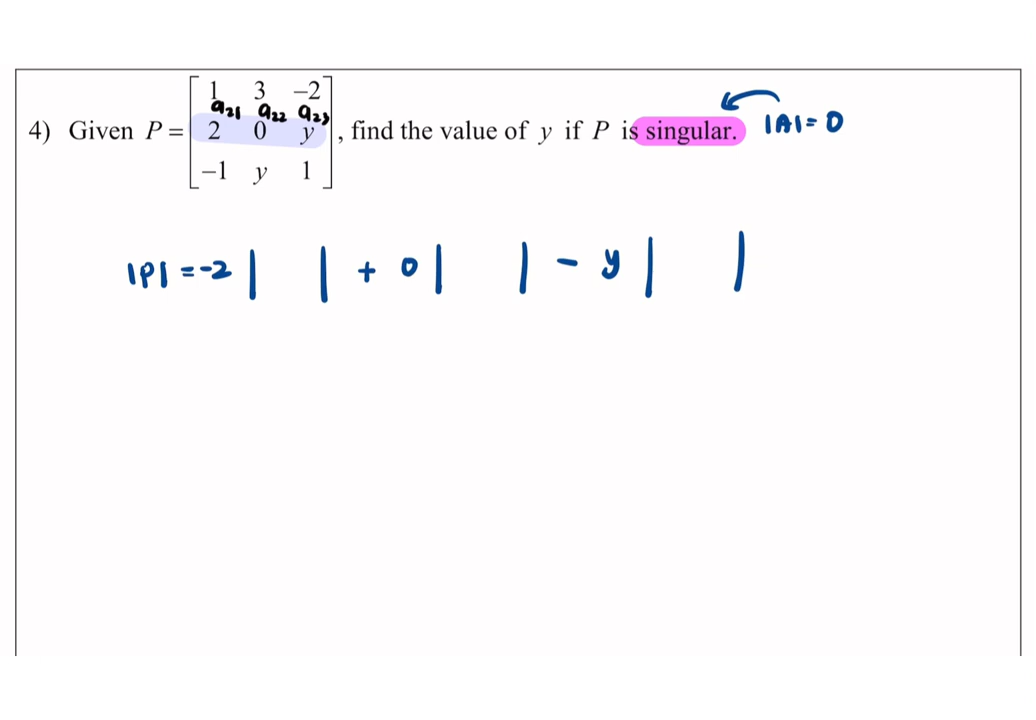 1 3 −2
a21 a22 a23
4) Given P = 2 0 y , find the value of y if P is singular. |A| = 0
−1 y 1
|P| = -2 | | + 0 | | - y | |